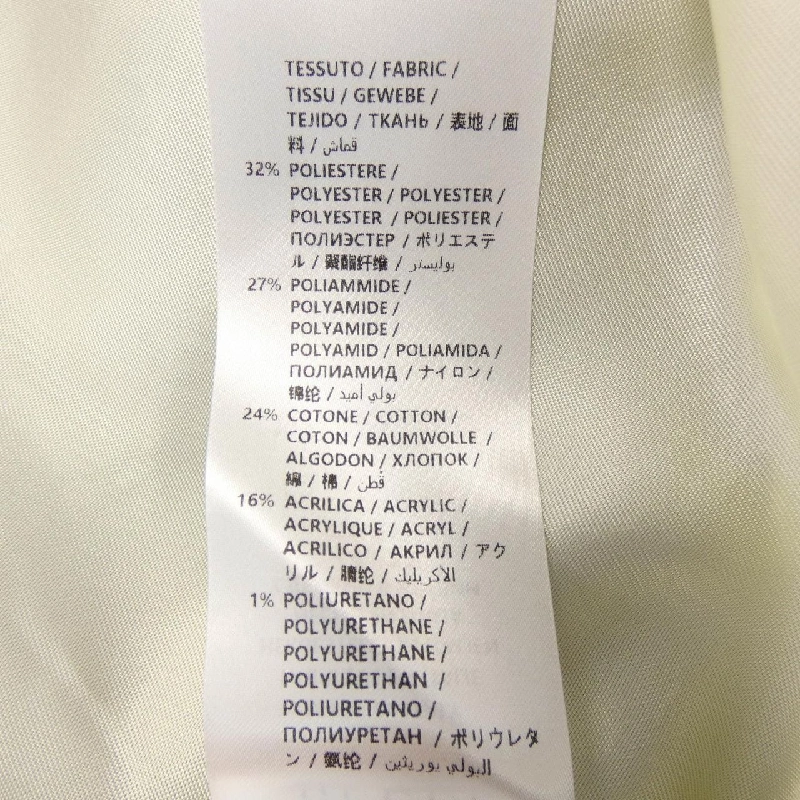 TESSUTO / FABRIC /
TISSU / GEWEBE /
TEJIDO / ТКАНЬ / 表地 / 面
料 / قماش
32% POLIESTERE /
POLYESTER / POLYESTER /
POLYESTER / POLIESTER /
ПОЛИЭСТЕР / ポリエステ
ル / 聚酯纤维 / بوليستر
27% POLIAMMIDE /
POLYAMIDE /
POLYAMIDE /
POLYAMID / POLIAMIDA /
ПОЛИАМИД / ナイロン /
锦纶 / بولي أميد
24% COTONE / COTTON /
COTON / BAUMWOLLE /
ALGODON / ХЛОПОК /
綿 / 棉 / قطن
16% ACRILICA / ACRYLIC /
ACRYLIQUE / ACRYL /
ACRILICO / АКРИЛ / アク
リル / 腈纶 / الاكريليك
1% POLIURETANO /
POLYURETHANE /
POLYURETHANE /
POLYURETHAN /
POLIURETANO /
ПОЛИУРЕТАН / ポリウレタ
ン / 氨纶 / البولي يوريثين